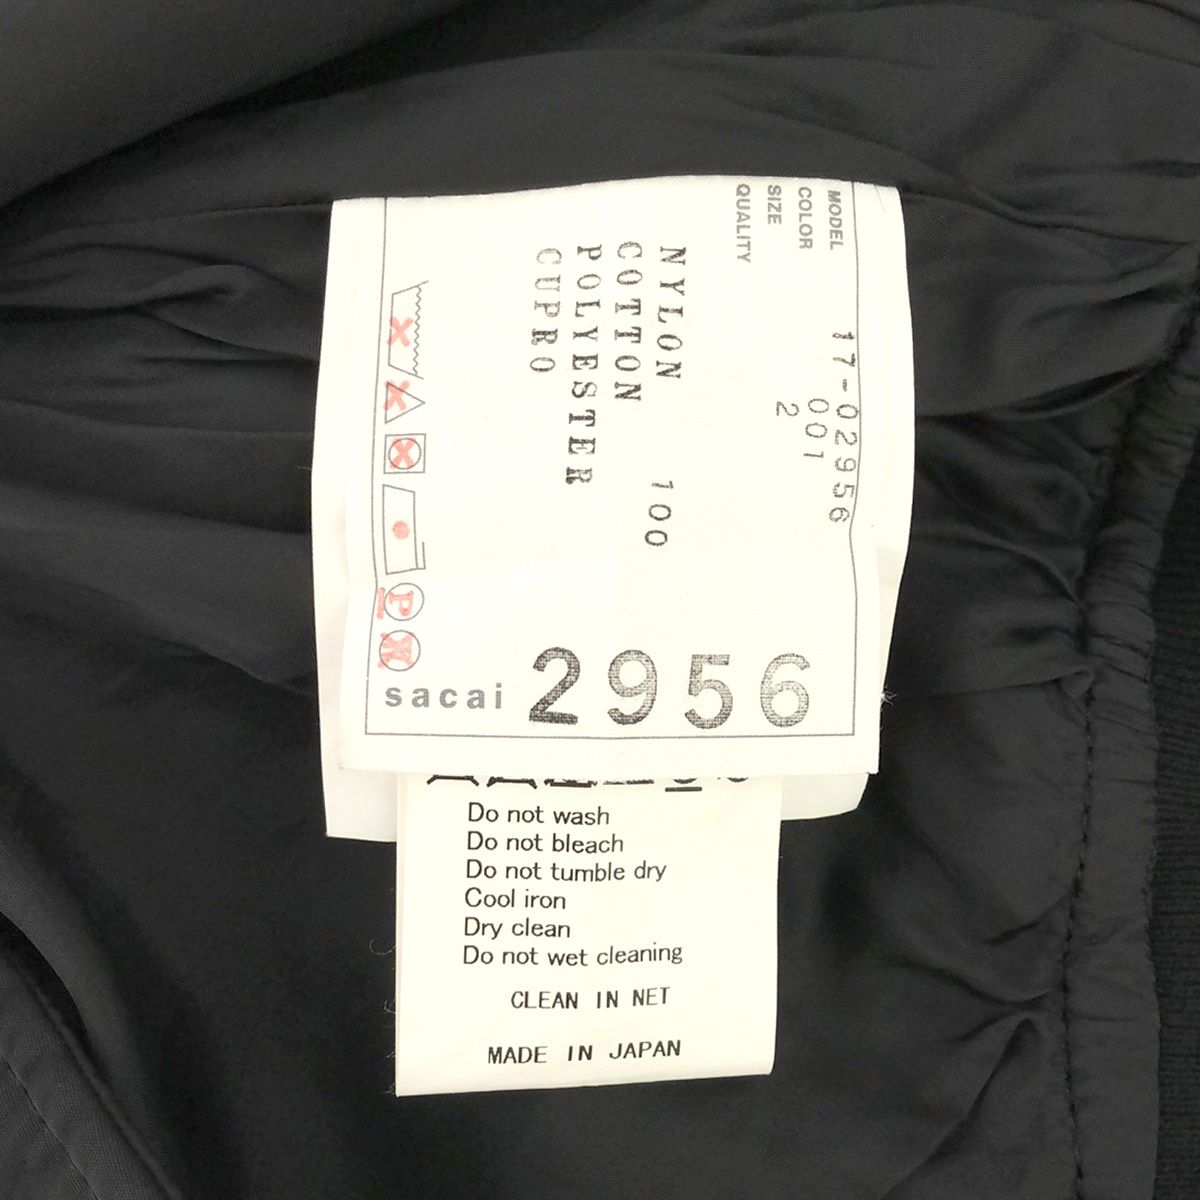 MODEL 17-02956
COLOR 001
SIZE 2
QUALITY
NYLON 100
COTTON
POLYESTER
CUPRO
P
sacai 2956
Do not wash
Do not bleach
Do not tumble dry
Cool iron
Dry clean
Do not wet cleaning
CLEAN IN NET
MADE IN JAPAN